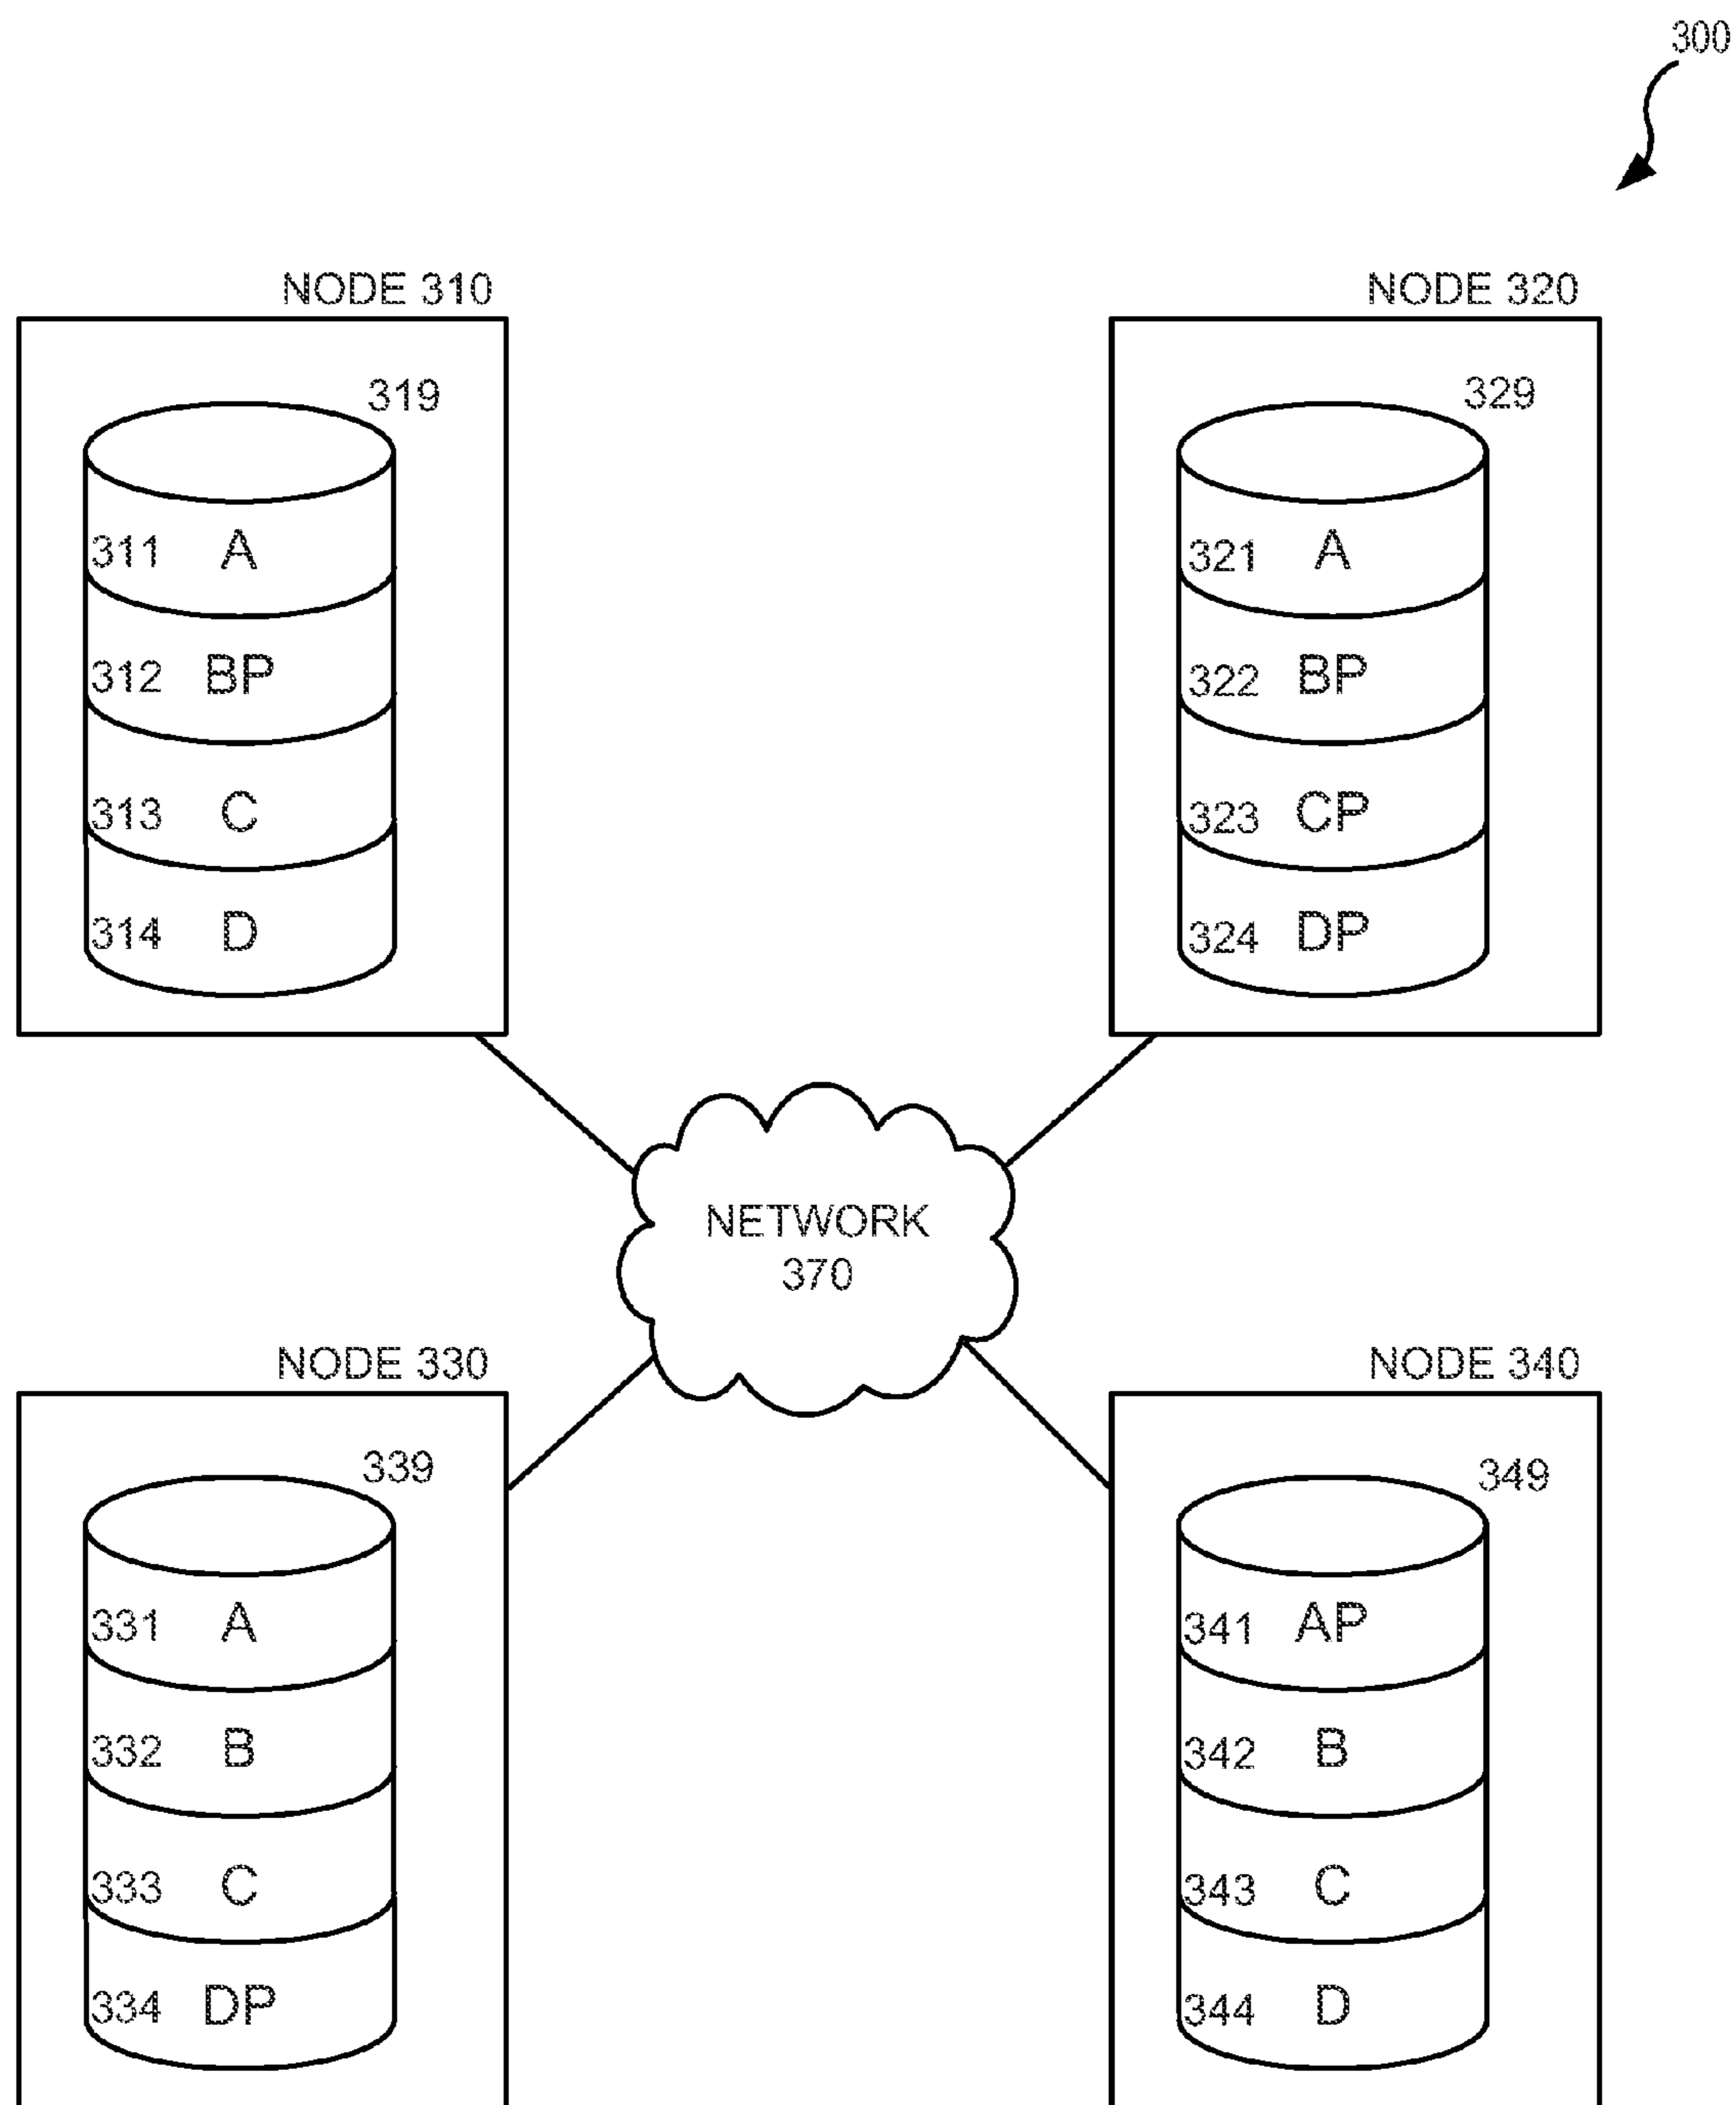 300
NODE 310
319
311 A
312 BP
313 C
314 D
NODE 320
329
321 A
322 BP
323 CP
324 DP
NETWORK
370
NODE 330
339
331 A
332 B
333 C
334 DP
NODE 340
349
341 AP
342 B
343 C
344 D